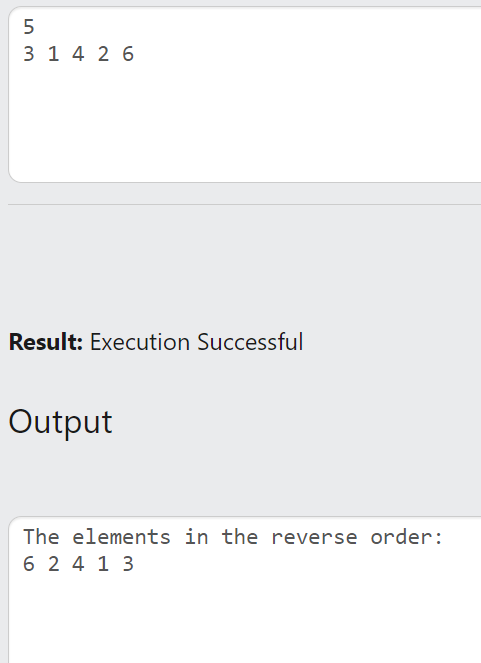 5
3 1 4 2 6
Result: Execution Successful
Output
The elements in the reverse order:
6 2 4 1 3